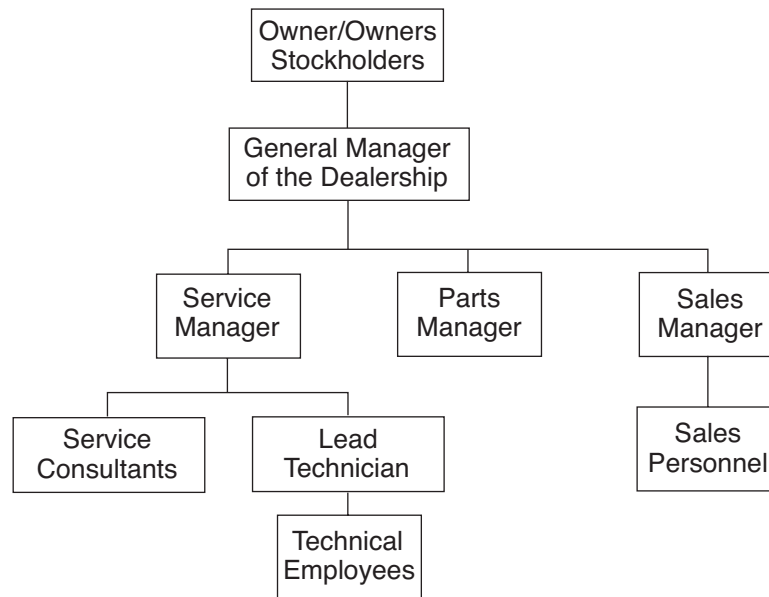 Owner/Owners
Stockholders
General Manager
of the Dealership
Service
Manager
Parts
Manager
Sales
Manager
Service
Consultants
Lead
Technician
Sales
Personnel
Technical
Employees